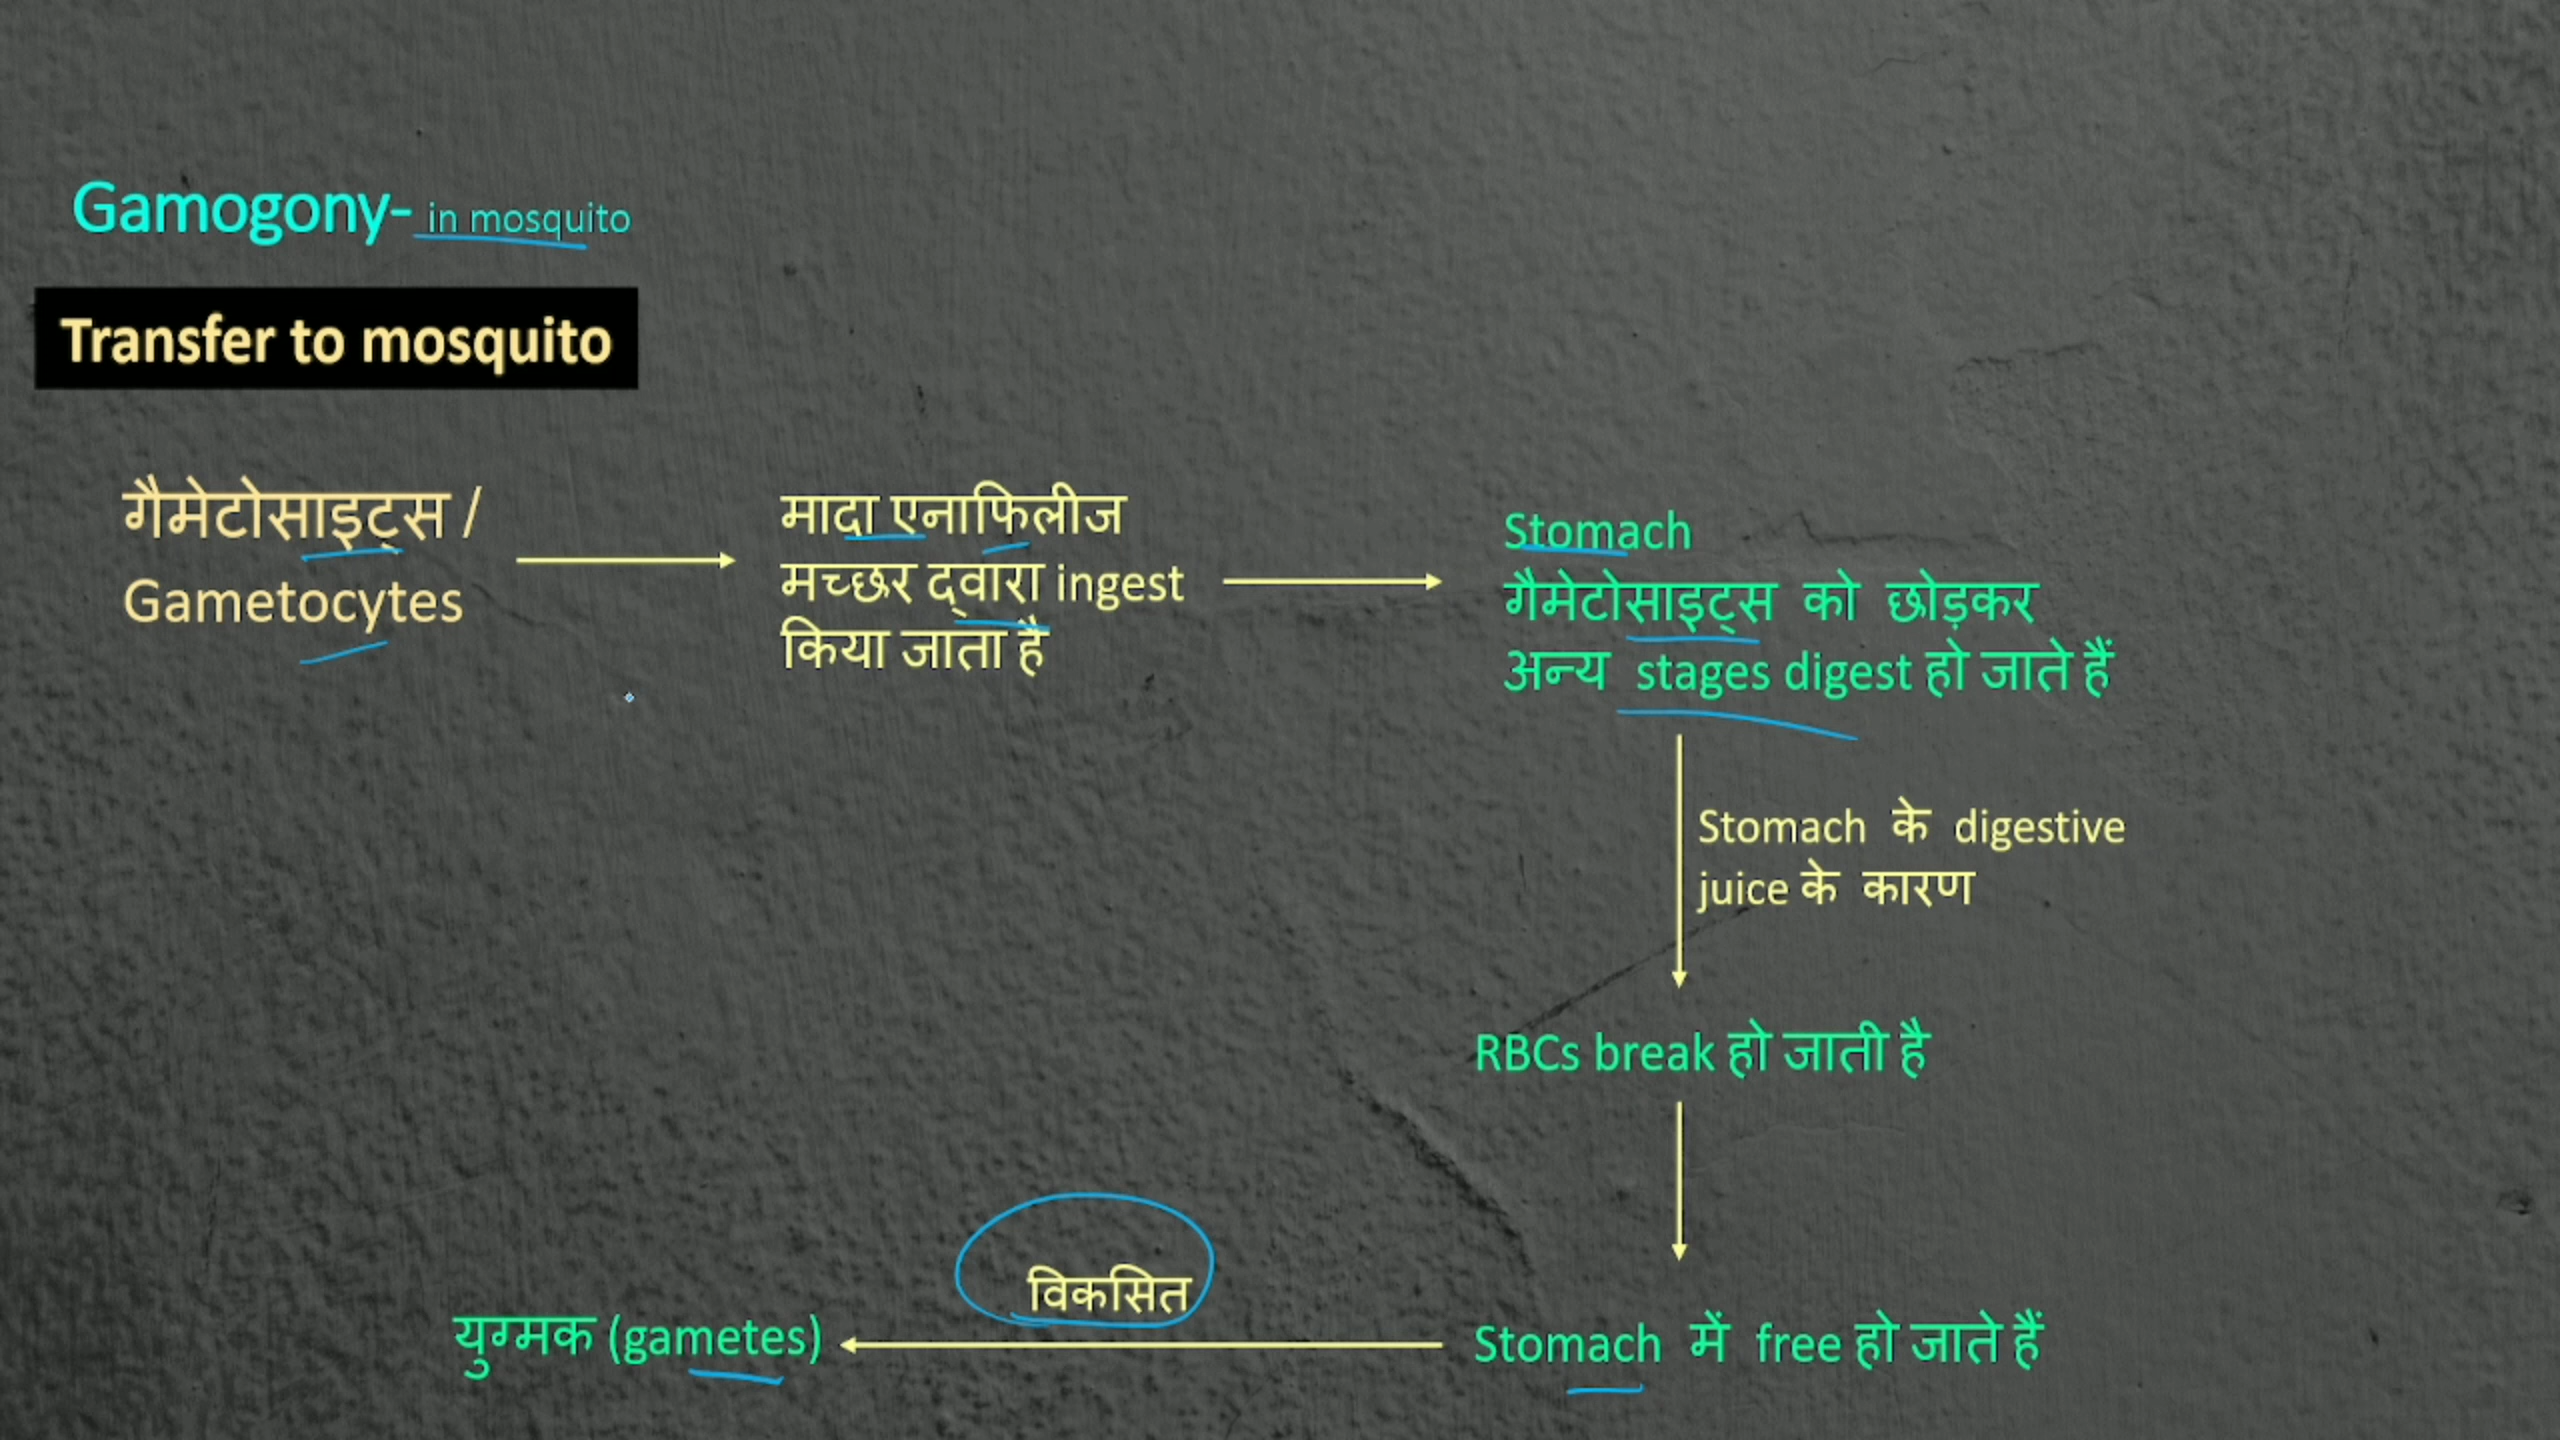 Gamogony- in mosquito
Transfer to mosquito
गैमेटोसाइट्स /
Gametocytes
मादा एनाफिलीज
मच्छर द्वारा ingest
किया जाता है
Stomach
गैमेटोसाइट्स को छोड़कर
अन्य stages digest हो जाते हैं
Stomach के digestive
juice के कारण
RBCs break हो जाती है
Stomach में free हो जाते हैं
विकसित
युग्मक (gametes)